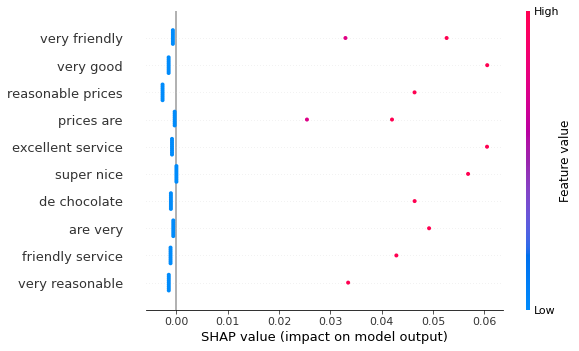 High
very friendly
very good
reasonable prices
prices are
excellent service
super nice
de chocolate
are very
friendly service
very reasonable
Feature value
Low
0.00 0.01 0.02 0.03 0.04 0.05 0.06
SHAP value (impact on model output)